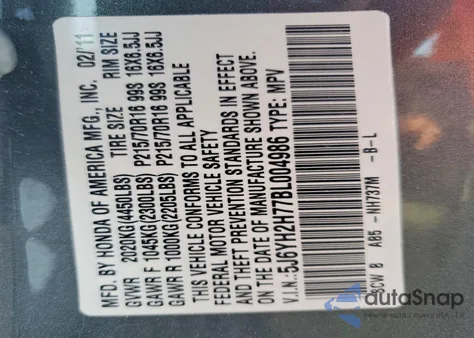 MFD. BY HONDA OF AMERICA MFG., INC. 02/11
TIRE SIZE RIM SIZE
GVWR 2020KG(4450LBS)
GAWR F 1045KG(2300LBS) P215/70R16 99S 16X6.5JJ
GAWR R 1000KG(2205LBS) P215/70R16 99S 16X6.5JJ
THIS VEHICLE CONFORMS TO ALL APPLICABLE
FEDERAL MOTOR VEHICLE SAFETY
AND THEFT PREVENTION STANDARDS IN EFFECT
ON THE DATE OF MANUFACTURE SHOWN ABOVE.
V.I.N.: 5J6YH2H77BL004986 TYPE: MPV
SCW 8 A85 - NH737M -B-L
autoSnap